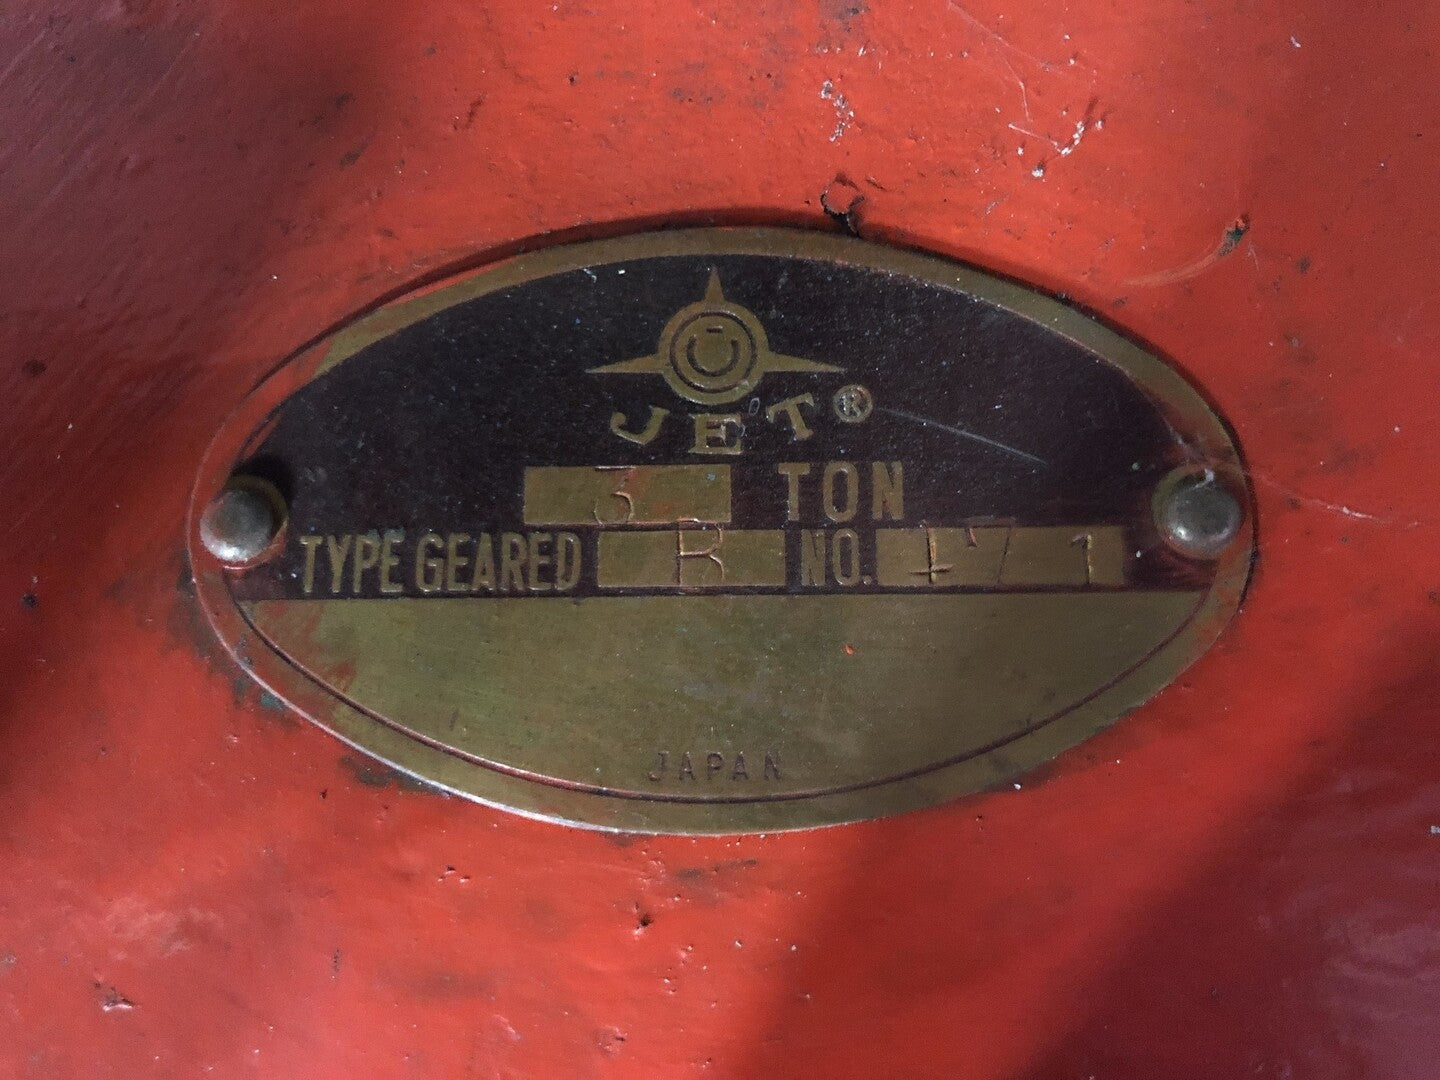 JET®
3 TON
TYPE GEARED R NO.
JAPAN